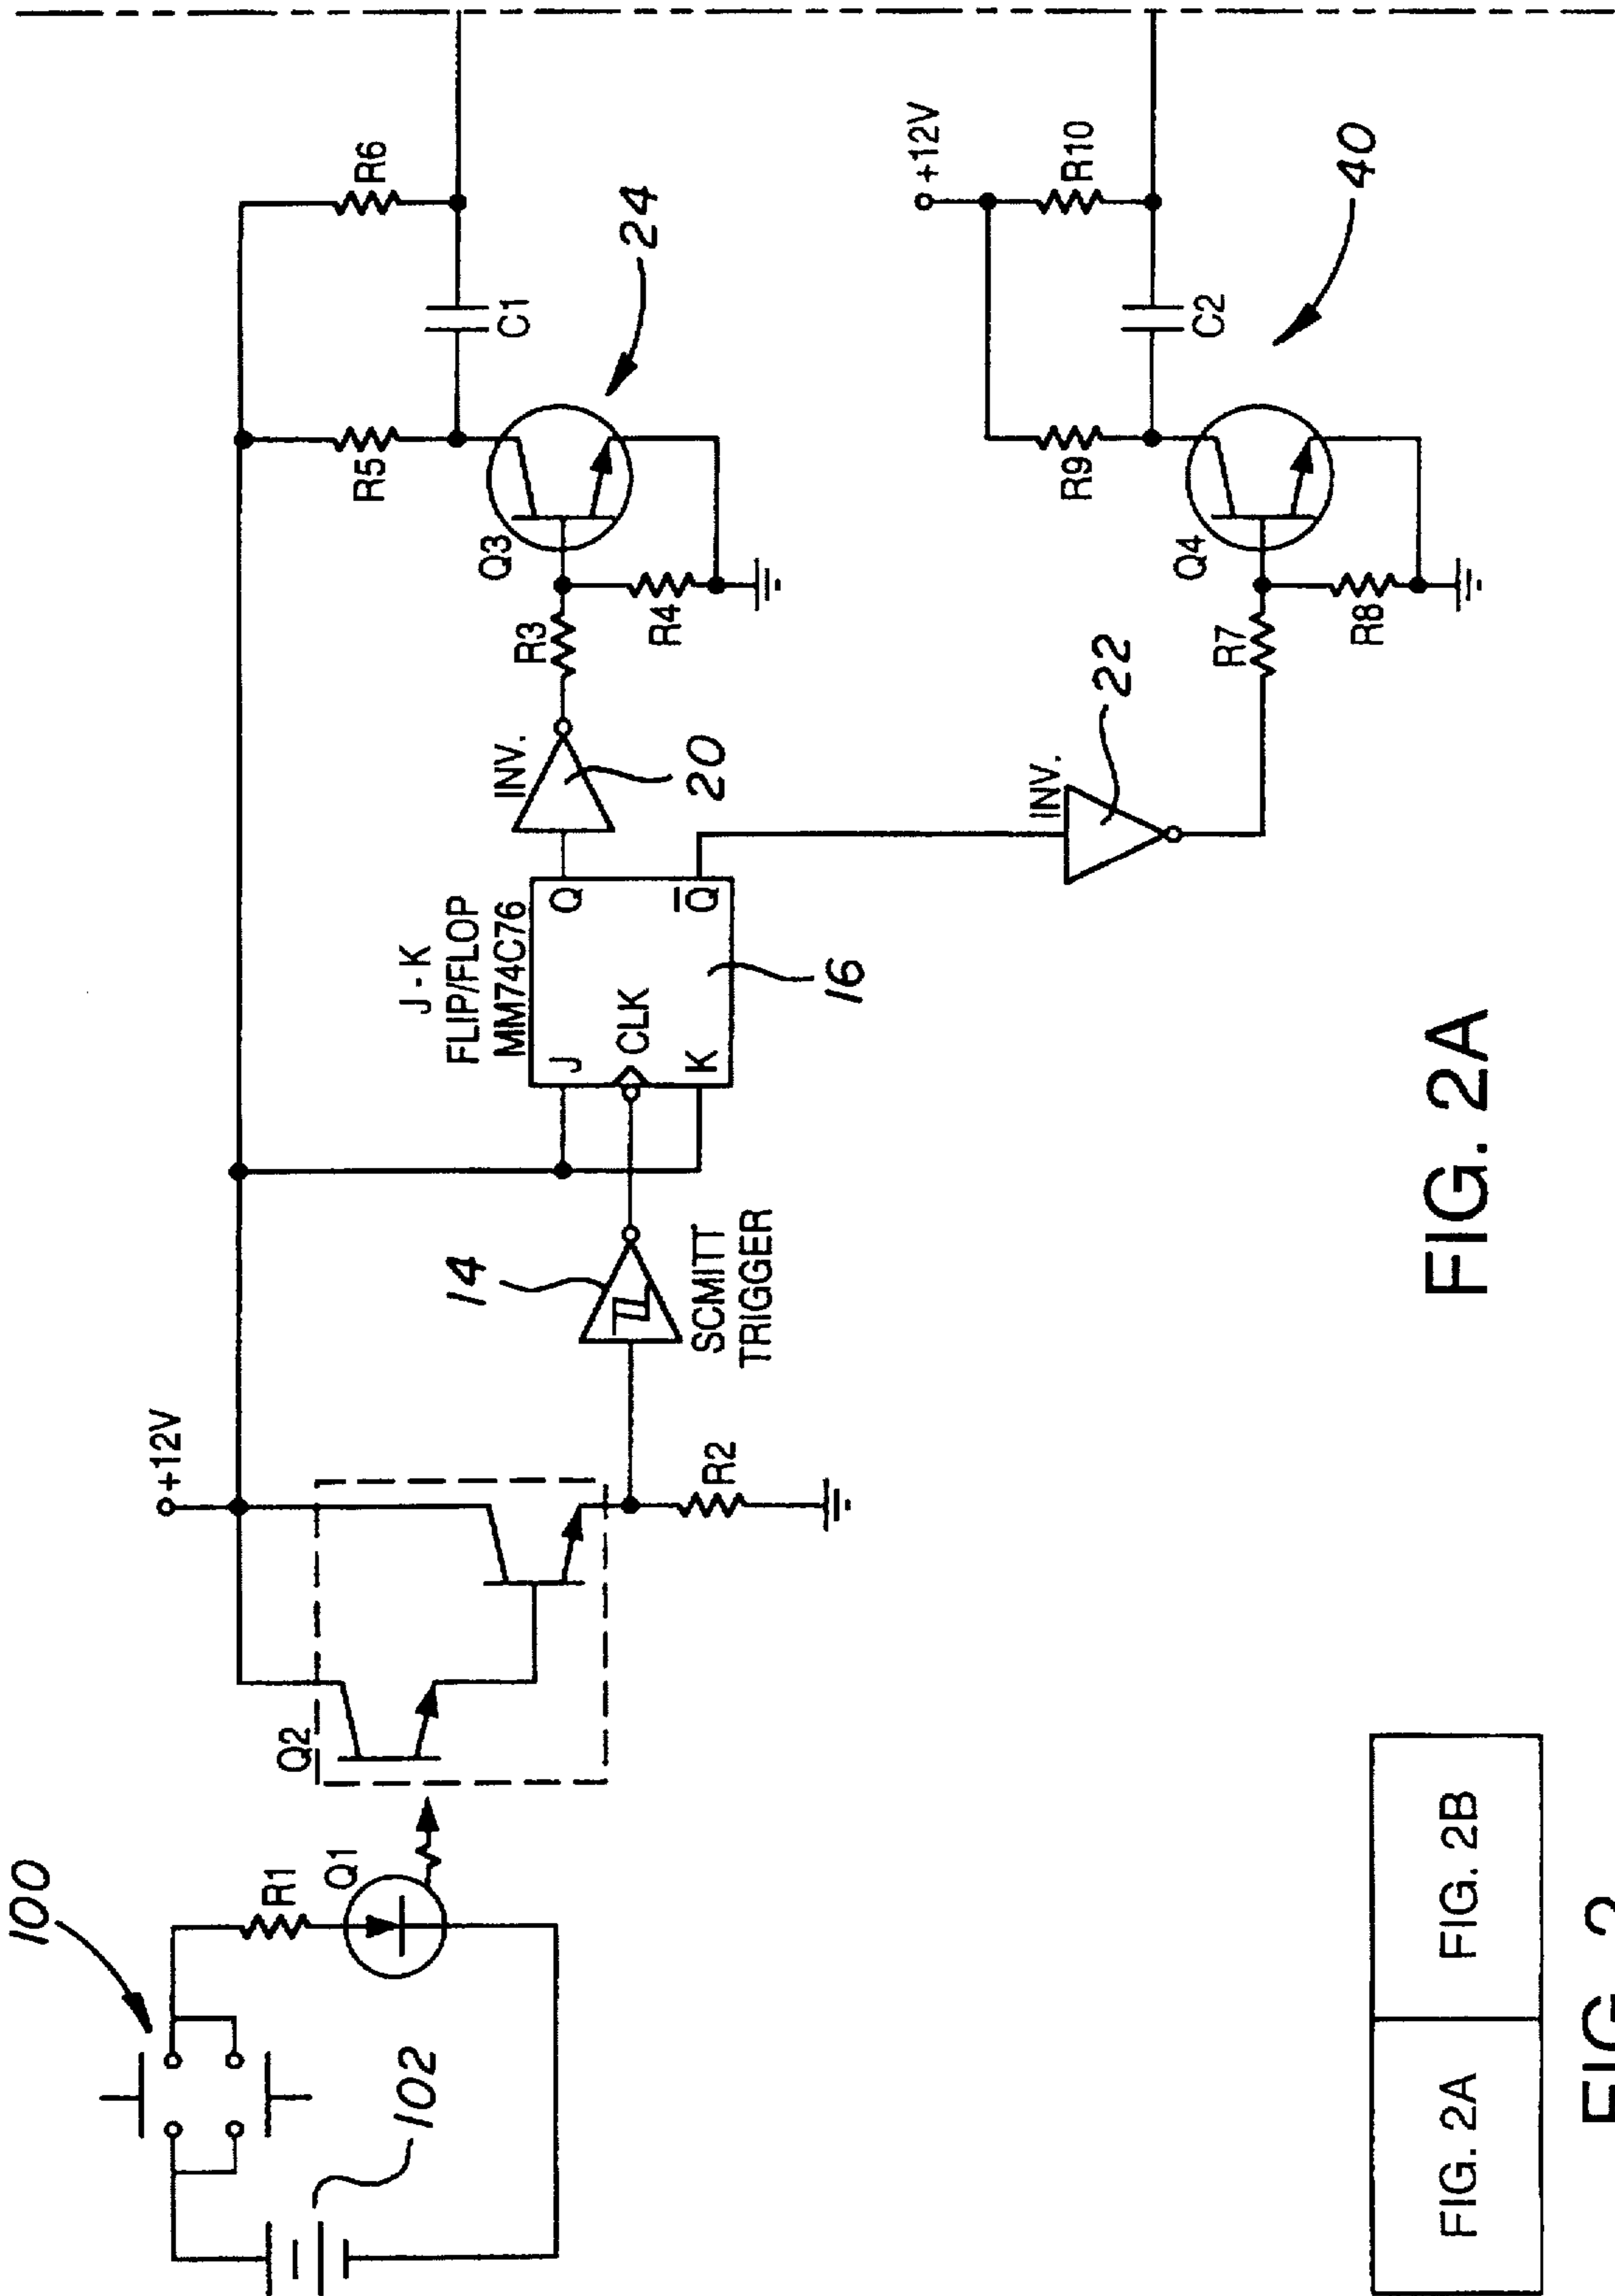 100
R1
Q1
102
Q2
+12V
R2
14
SCMITT
TRIGGER
J - K
FLIP/FLOP
MM74C76
J
CLK
K
Q
Q̅
16
INV.
20
INV.
22
R3
R4
Q3
R5
C1
R6
24
R7
R8
Q4
R9
C2
+12V
R10
40
FIG. 2A
FIG. 2A
FIG. 2B
FIG. 2